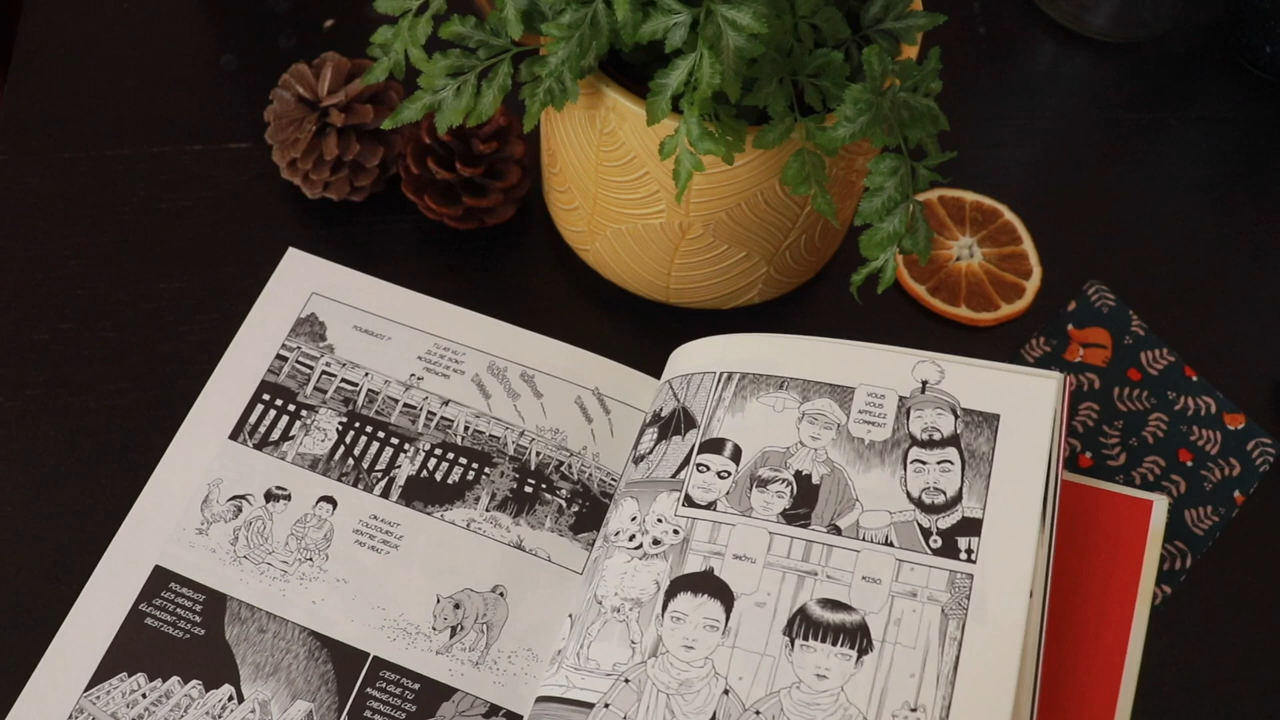 POURQUOI ?
TU AS VU ?
ILS SE SONT
MOQUÉS DE NOS
PRÉNOMS.
ON AVAIT
TOUJOURS LE
VENTRE CREUX,
PAS VRAI ?
POURQUOI
LES GENS DE
CETTE MAISON
ÉLEVAIENT-ILS CES
BESTIOLES ?
C'EST POUR
ÇA QUE TU
MANGEAIS CES
CHENILLES
VOUS
VOUS
APPELEZ
COMMENT
?
SHÔYU.
MISO.